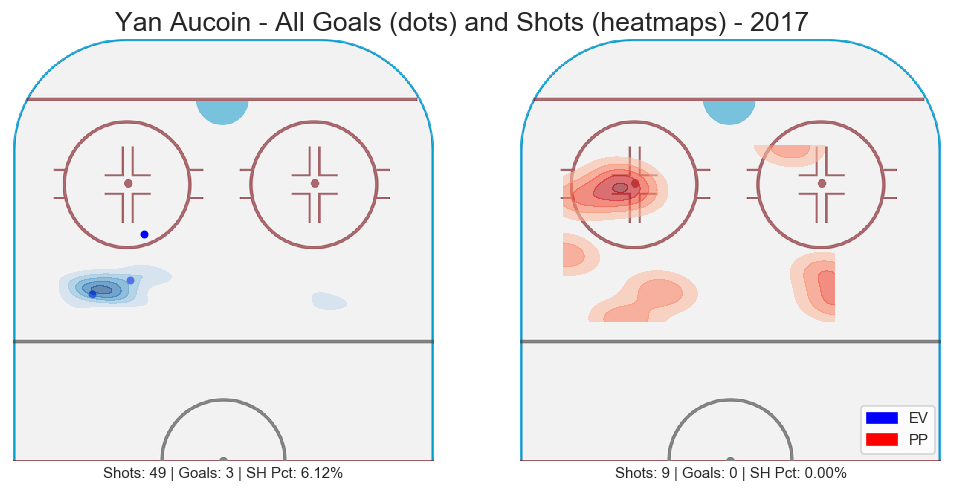 Yan Aucoin - All Goals (dots) and Shots (heatmaps) - 2017
EV
PP
Shots: 49 | Goals: 3 | SH Pct: 6.12%
Shots: 9 | Goals: 0 | SH Pct: 0.00%